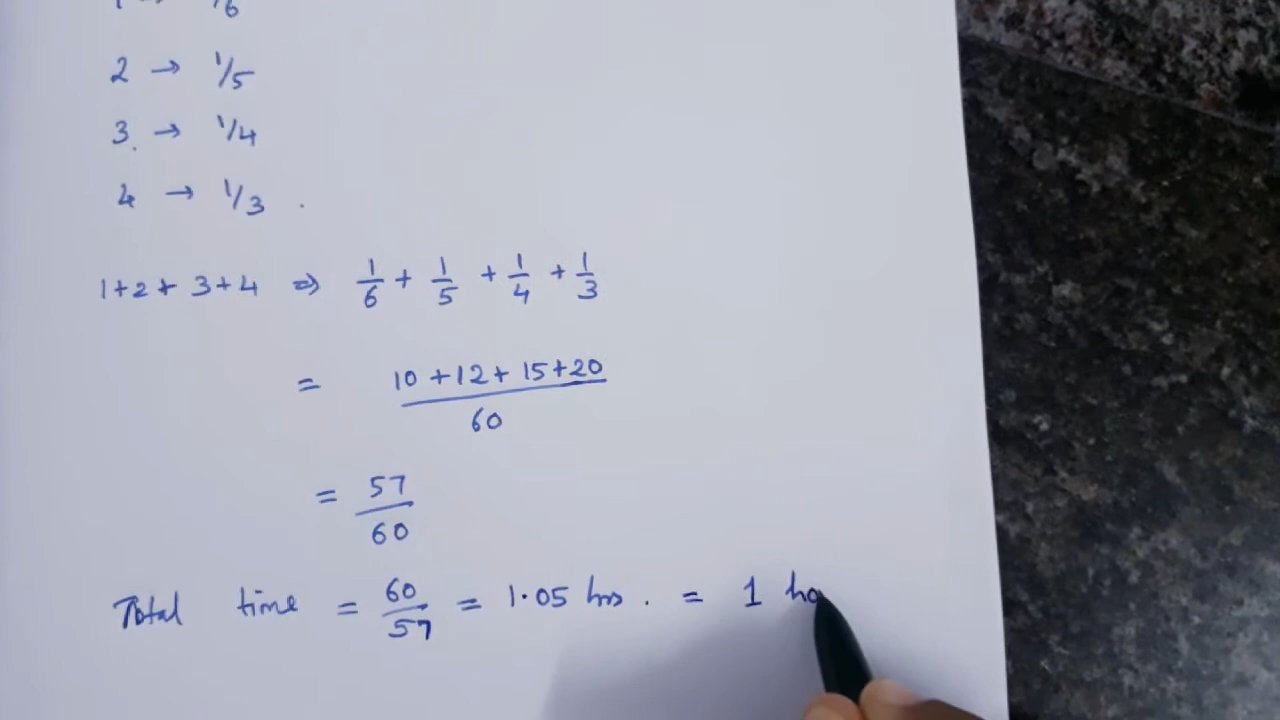 2 → 1/5
3. → 1/4
4 → 1/3 .
1+2+3+4 ⇒ 1/6 + 1/5 + 1/4 + 1/3
= 10+12+15+20 / 60
= 57/60
Total time = 60/57 = 1.05 hrs. = 1 ho